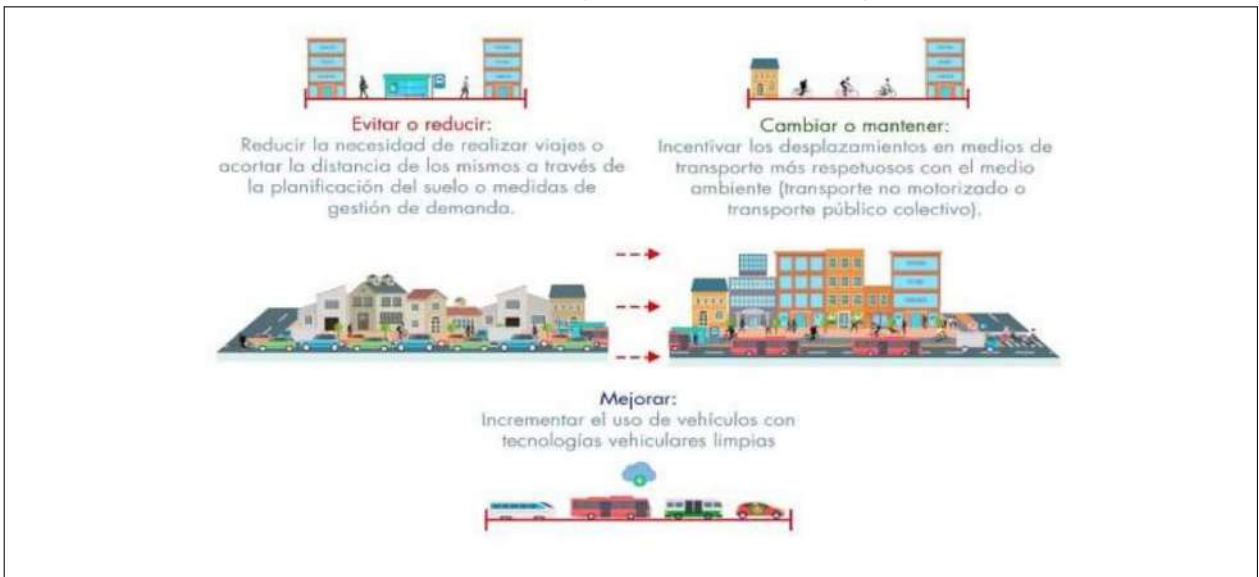 Evitar o reducir:
Reducir la necesidad de realizar viajes o
acortar la distancia de los mismos a través de
la planificación del suelo o medidas de
gestión de demanda.
Cambiar o mantener:
Incentivar los desplazamientos en medios de
transporte más respetuosos con el medio
ambiente (transporte no motorizado o
transporte público colectivo).
Mejorar:
Incrementar el uso de vehículos con
tecnologías vehiculares limpias